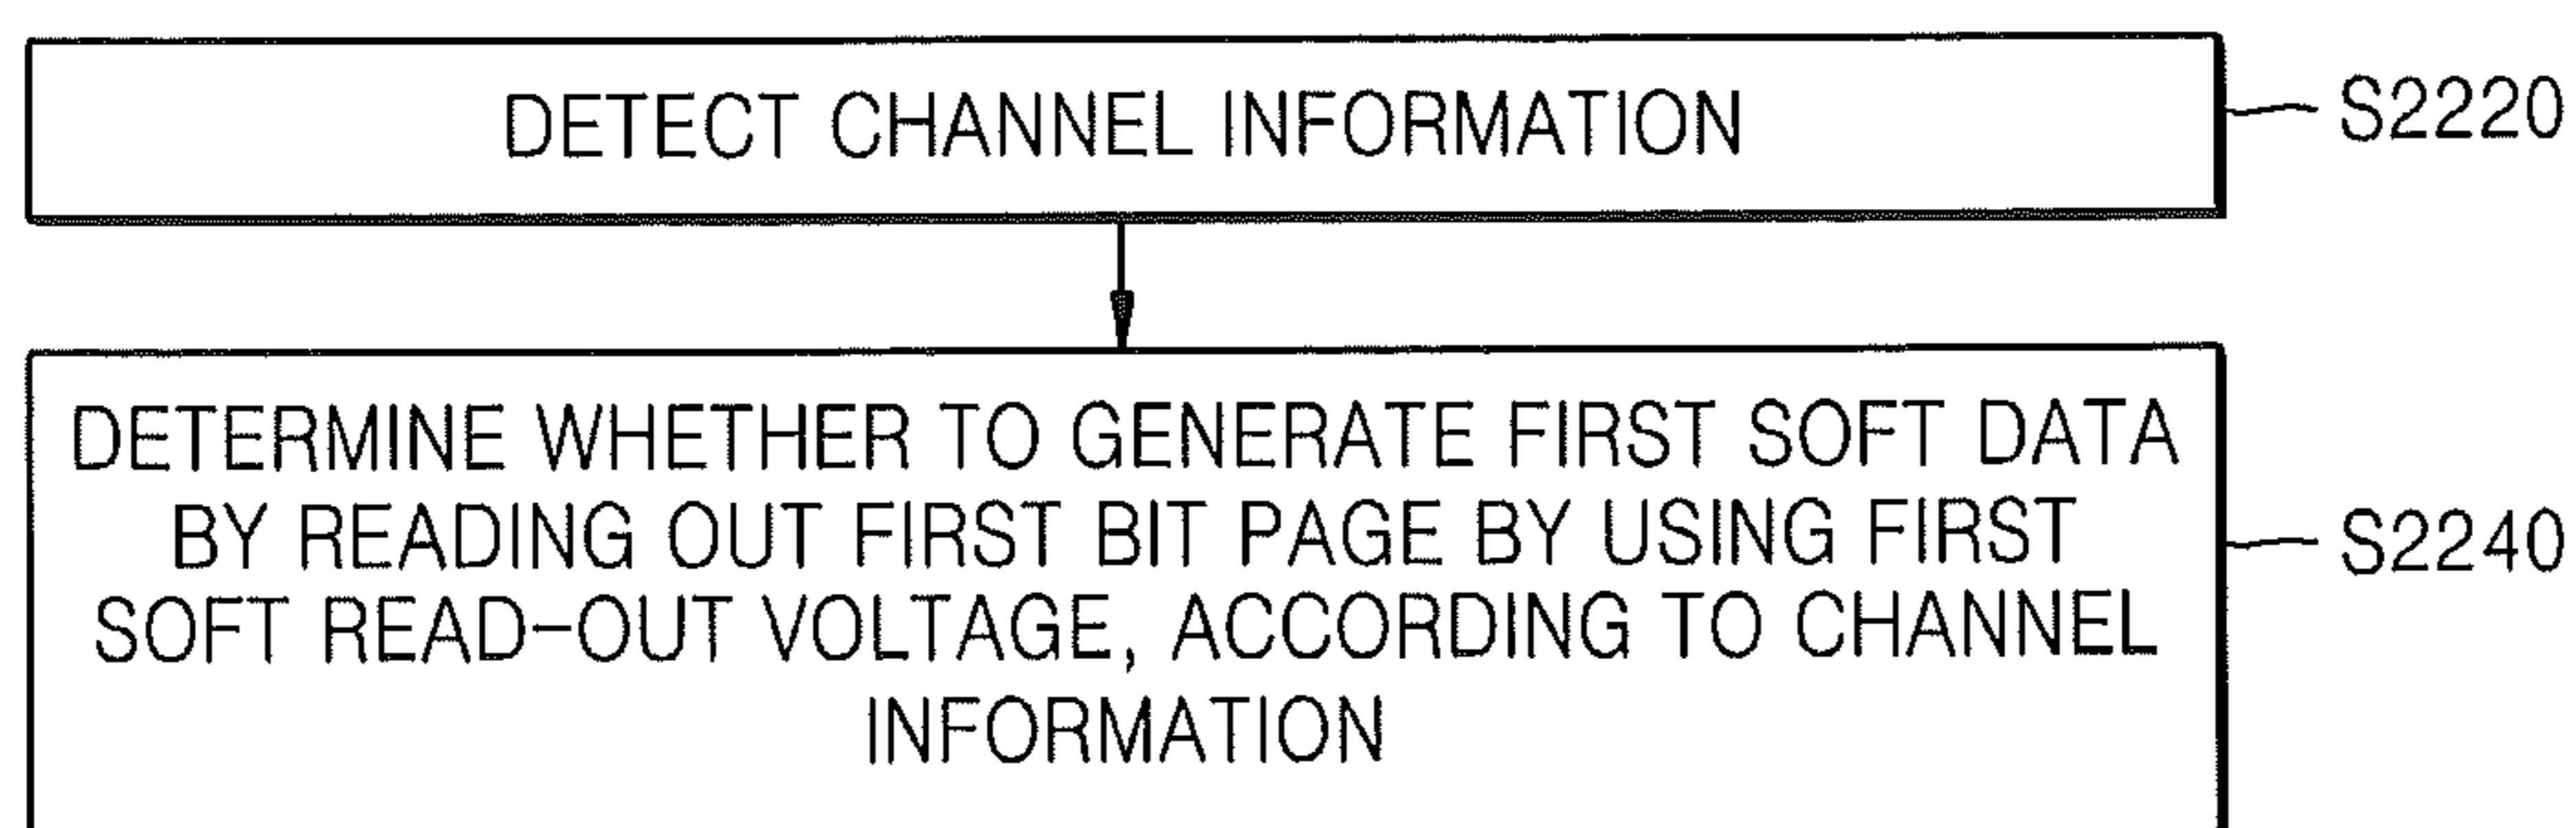 DETECT CHANNEL INFORMATION
S2220
DETERMINE WHETHER TO GENERATE FIRST SOFT DATA
BY READING OUT FIRST BIT PAGE BY USING FIRST
SOFT READ-OUT VOLTAGE, ACCORDING TO CHANNEL
INFORMATION
S2240